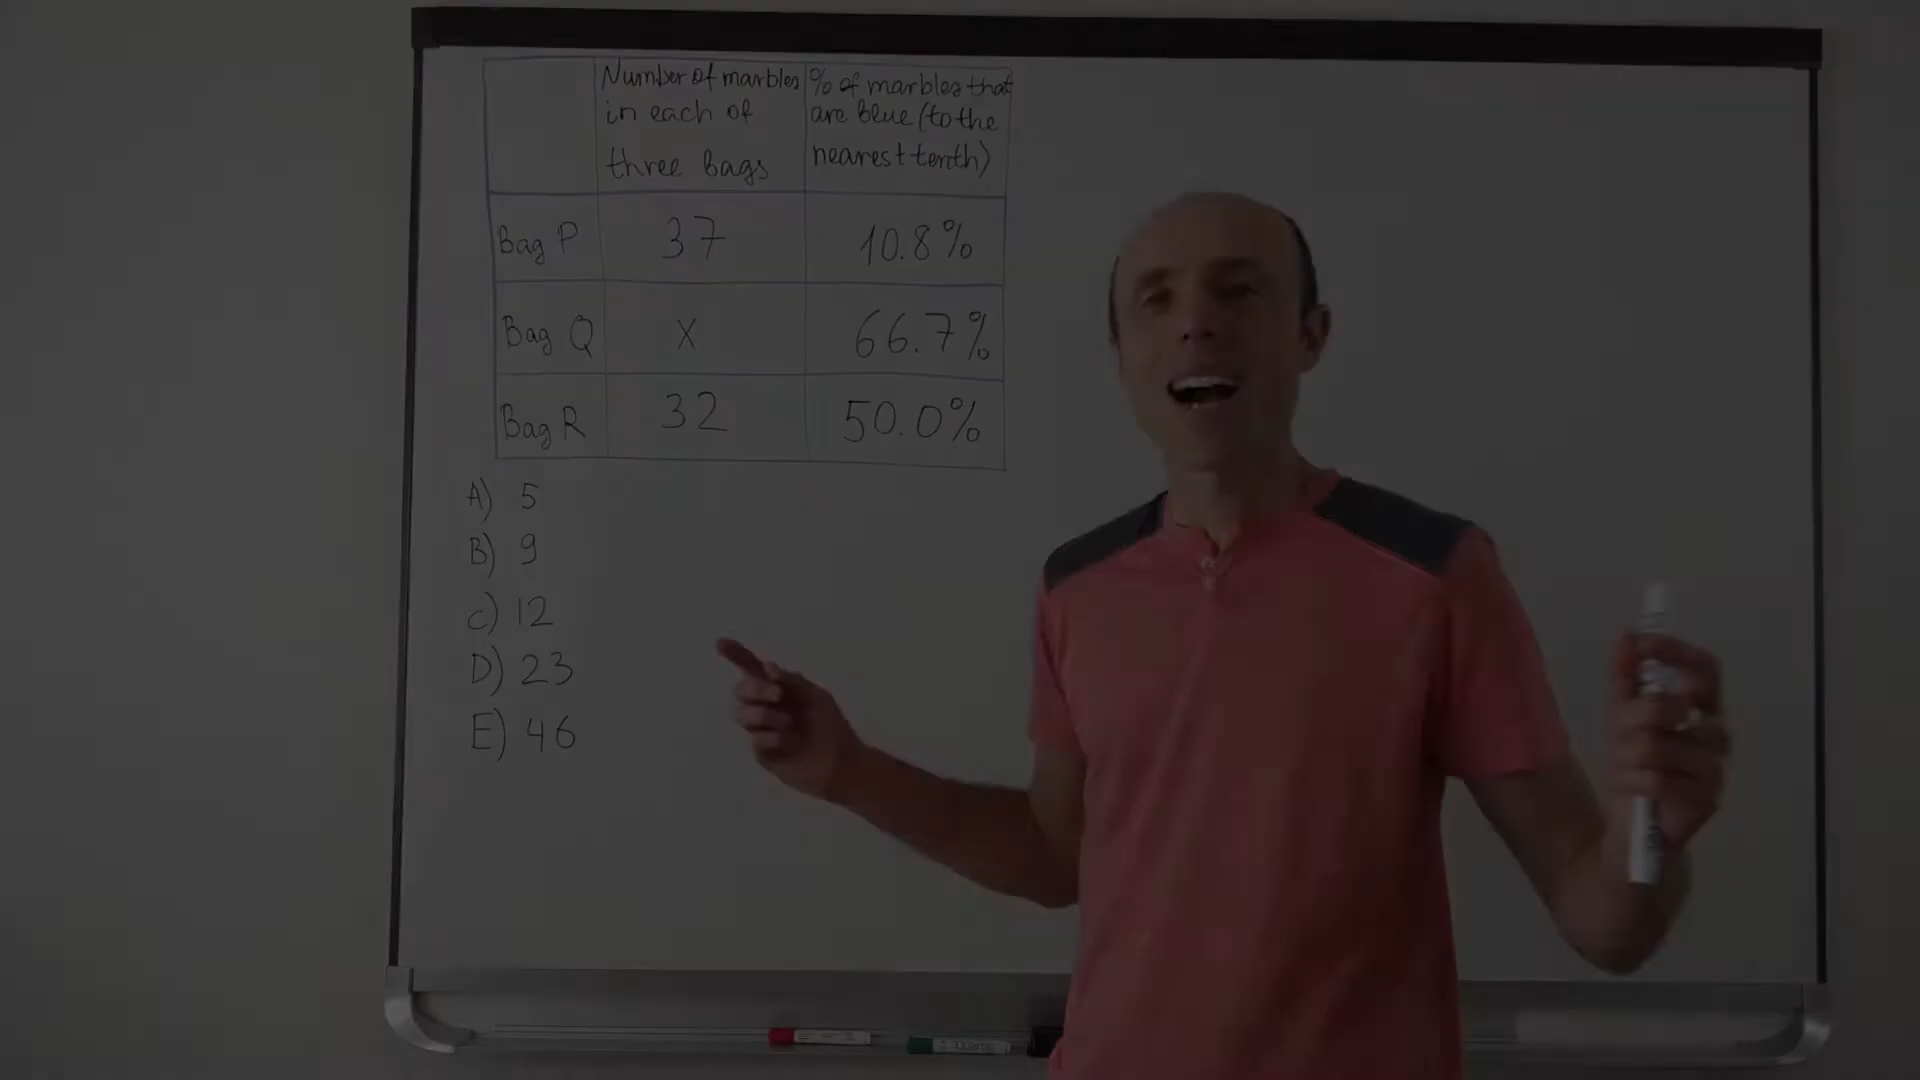 Number of marbles
in each of
three bags
% of marbles that
are blue (to the
nearest tenth)
Bag P 37 10.8%
Bag Q X 66.7%
Bag R 32 50.0%
A) 5
B) 9
C) 12
D) 23
E) 46